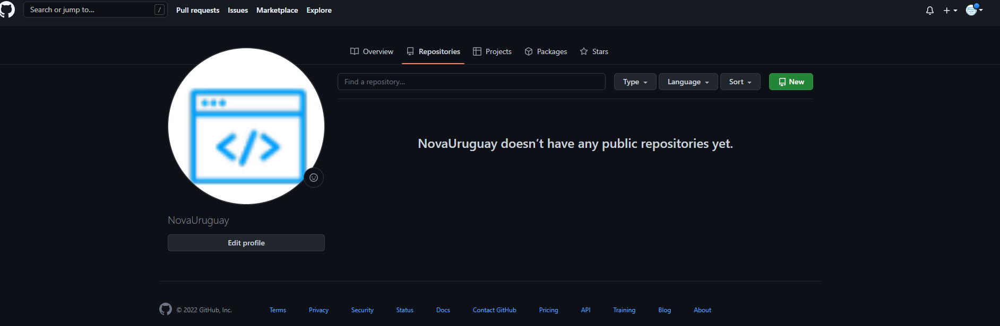 Search or jump to... / Pull requests Issues Marketplace Explore
Overview Repositories Projects Packages Stars
Find a repository... Type Language Sort New
</>
NovaUruguay doesn’t have any public repositories yet.
NovaUruguay
Edit profile
© 2022 GitHub, Inc. Terms Privacy Security Status Docs Contact GitHub Pricing API Training Blog About